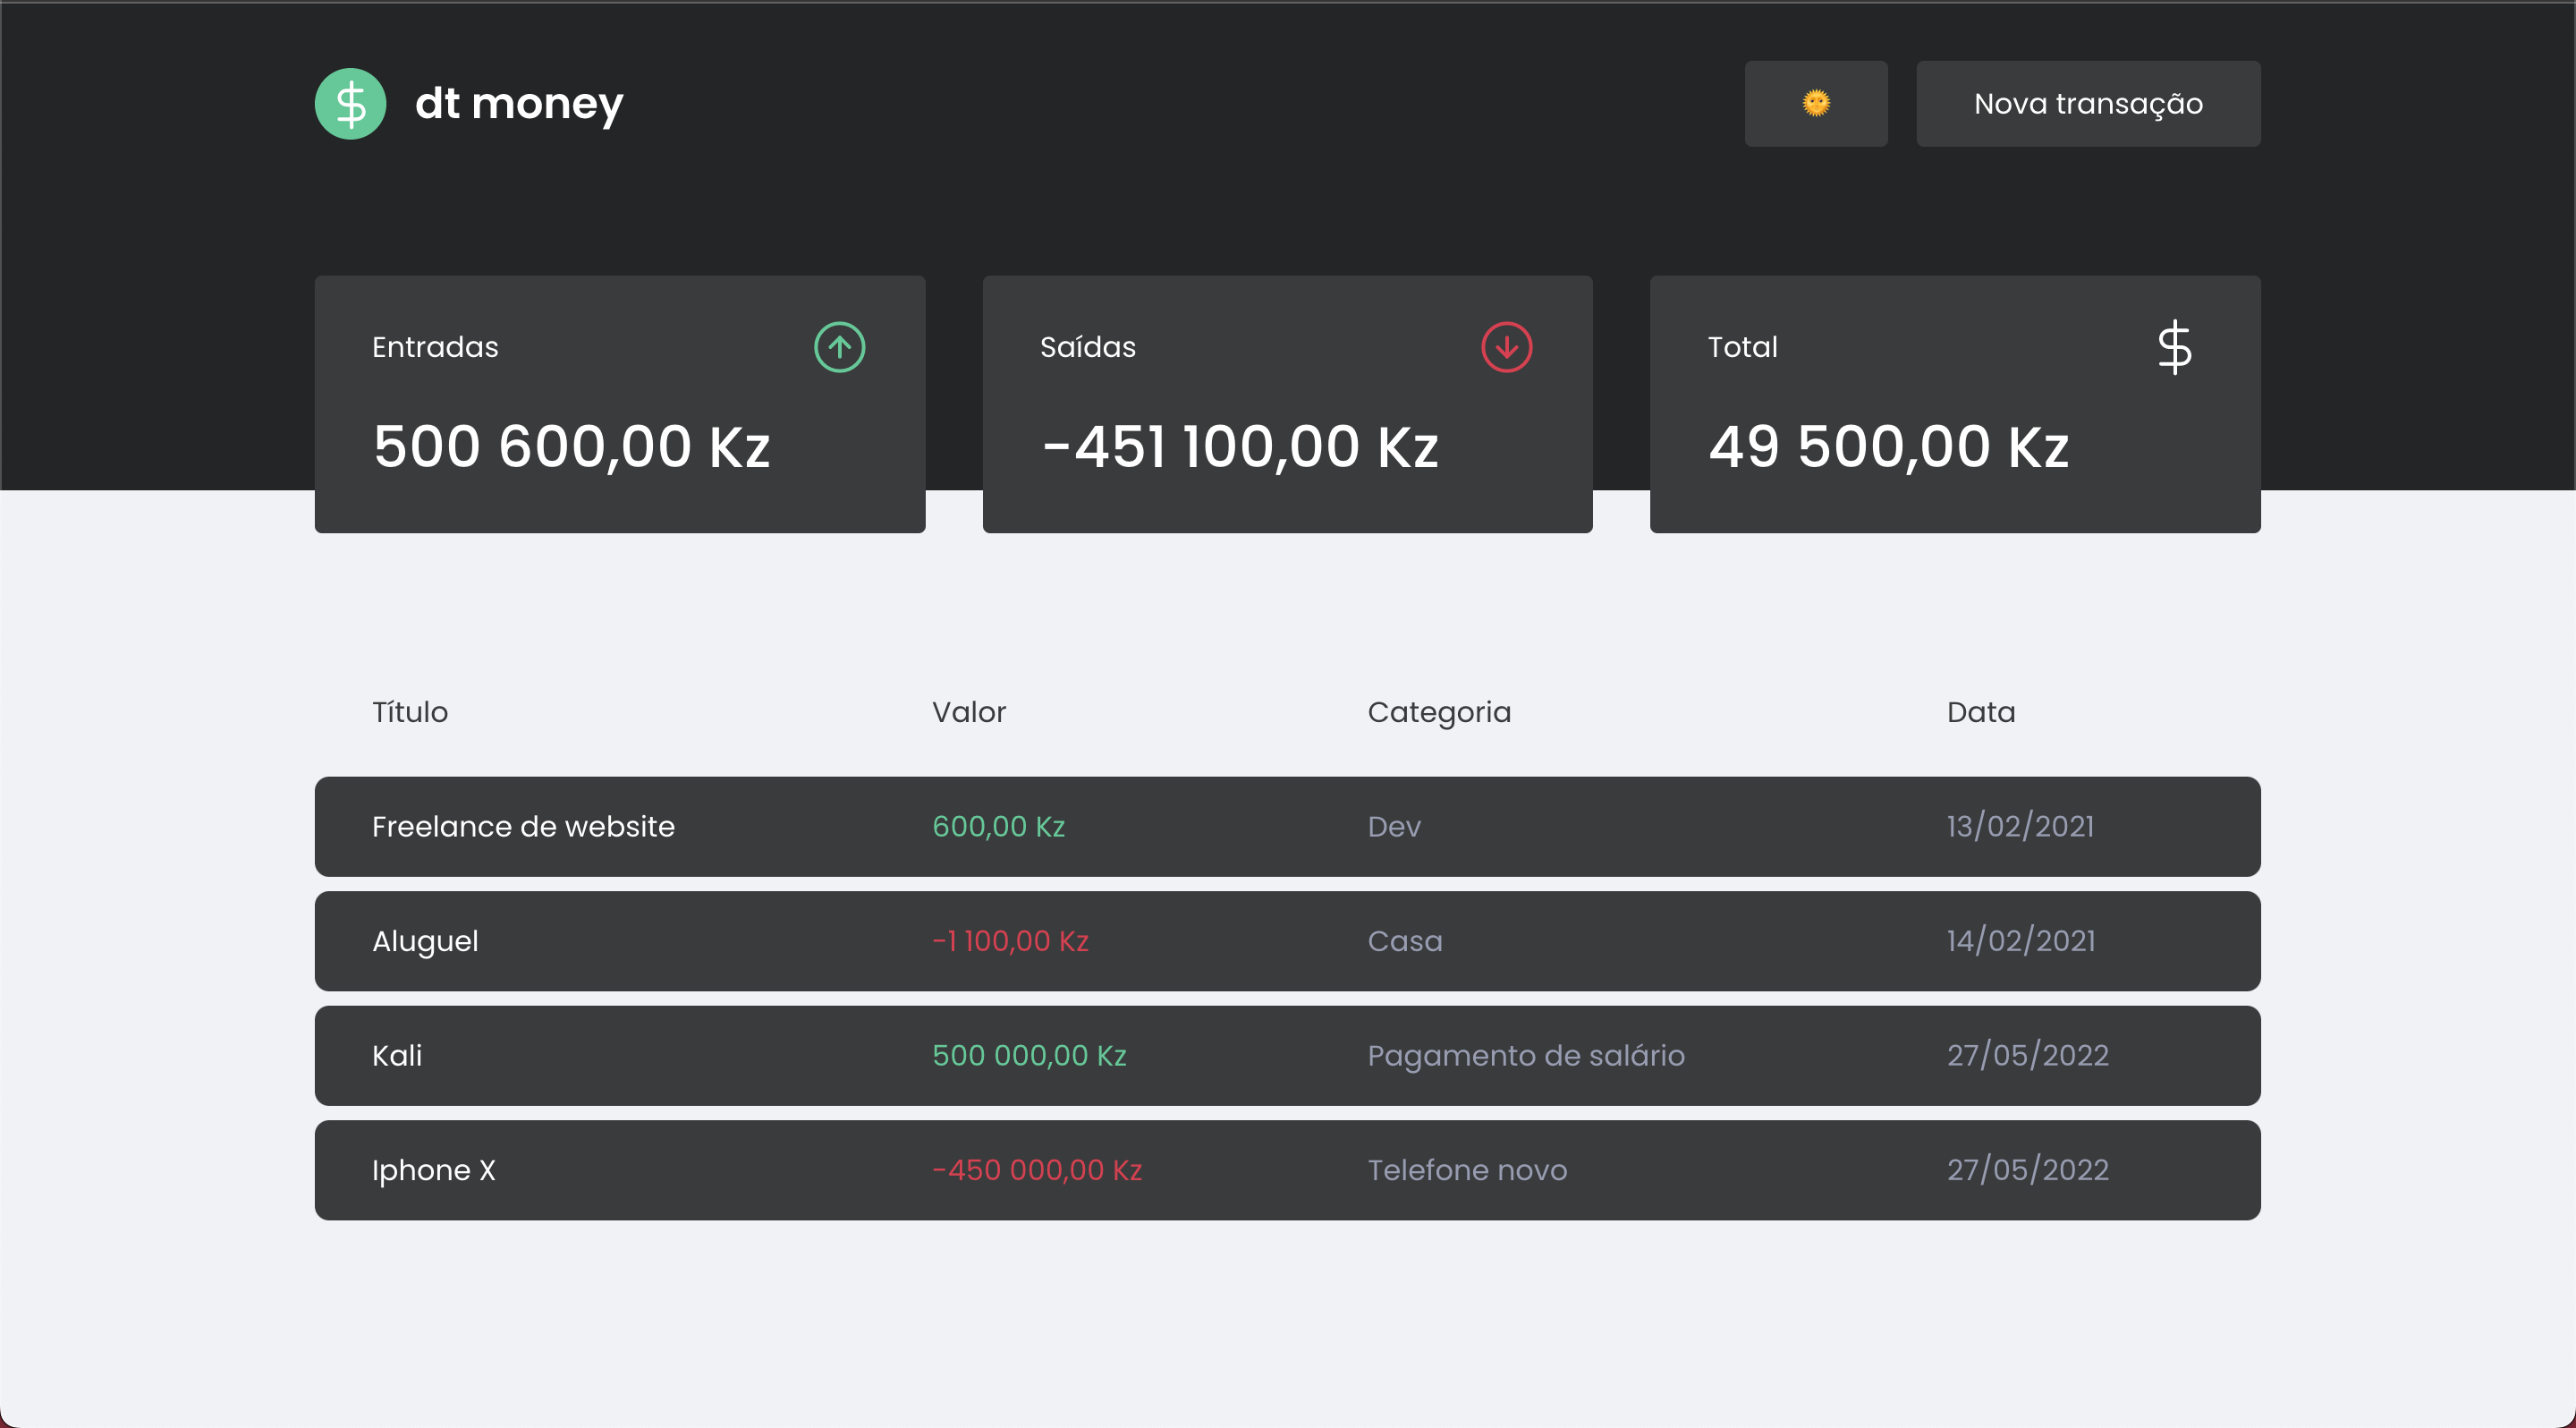 dt money
Nova transação
Entradas
500 600,00 Kz
Saídas
-451 100,00 Kz
Total
49 500,00 Kz
Título Valor Categoria Data
Freelance de website 600,00 Kz Dev 13/02/2021
Aluguel -1 100,00 Kz Casa 14/02/2021
Kali 500 000,00 Kz Pagamento de salário 27/05/2022
Iphone X -450 000,00 Kz Telefone novo 27/05/2022